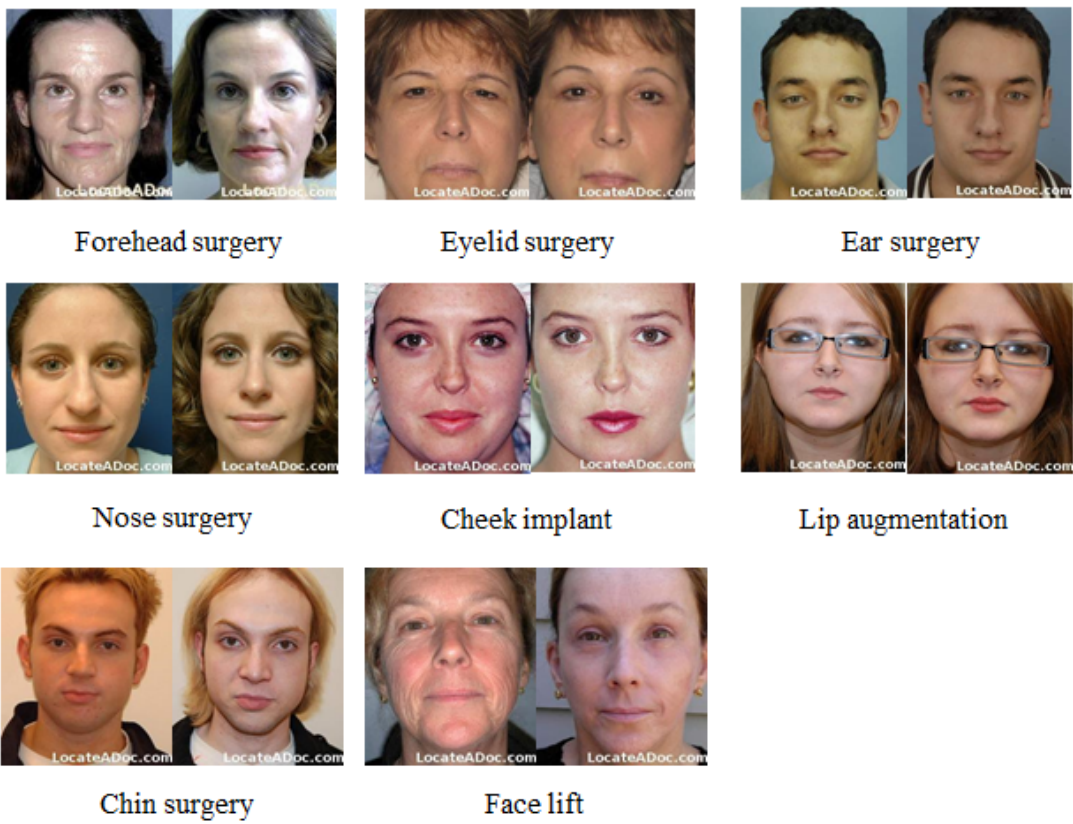 LocateADoc.com LocateADoc.com LocateADoc.com LocateADoc.com LocateADoc.com
Forehead surgery Eyelid surgery Ear surgery
LocateADoc.com LocateADoc.com LocateADoc.com LocateADoc.com LocateADoc.com LocateADoc.com
Nose surgery Cheek implant Lip augmentation
LocateADoc.com LocateADoc.com LocateADoc.com LocateADoc.com
Chin surgery Face lift